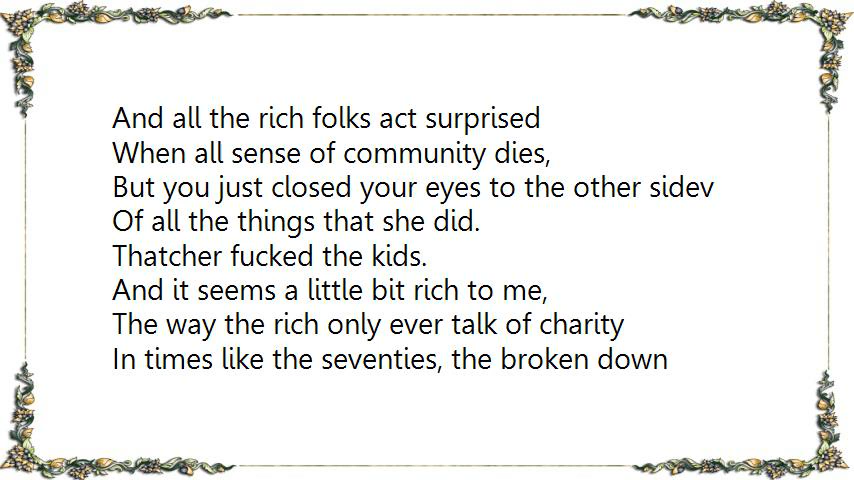 And all the rich folks act surprised
When all sense of community dies,
But you just closed your eyes to the other sidev
Of all the things that she did.
Thatcher fucked the kids.
And it seems a little bit rich to me,
The way the rich only ever talk of charity
In times like the seventies, the broken down